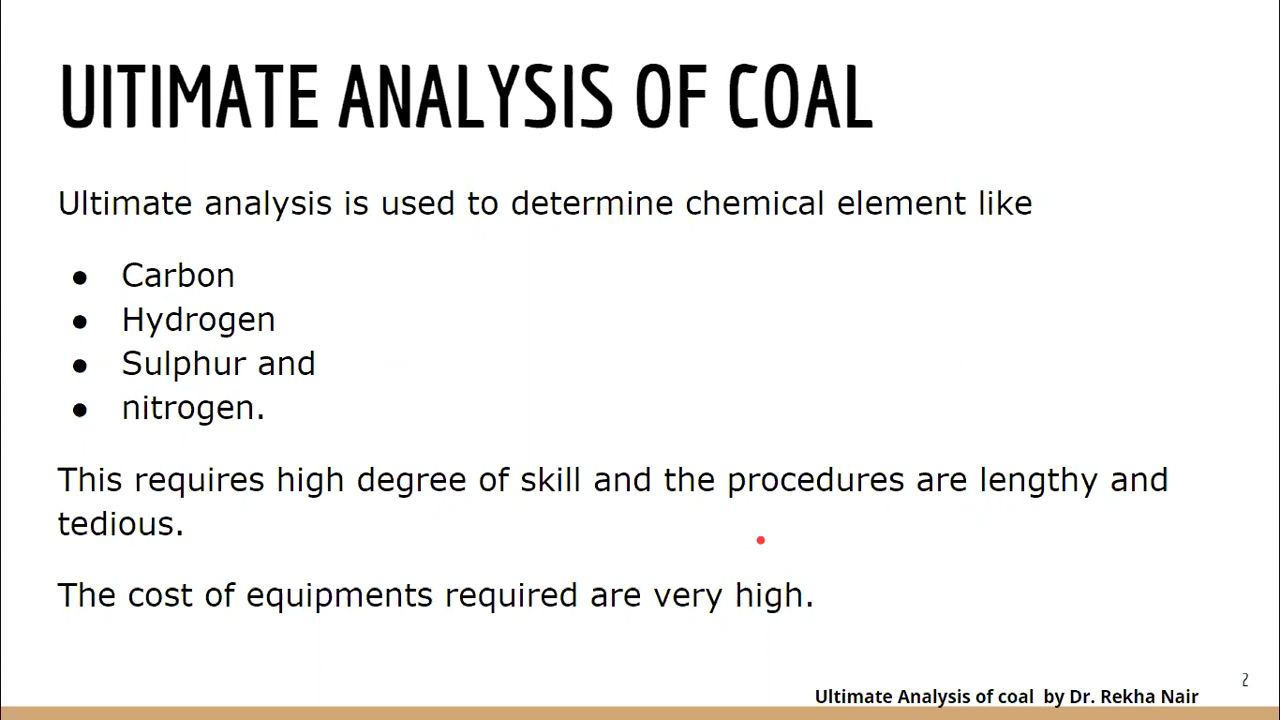 UlTIMATE ANALYSIS OF COAL
Ultimate analysis is used to determine chemical element like
● Carbon
● Hydrogen
● Sulphur and
● nitrogen.
This requires high degree of skill and the procedures are lengthy and
tedious.
The cost of equipments required are very high.
2
Ultimate Analysis of coal by Dr. Rekha Nair